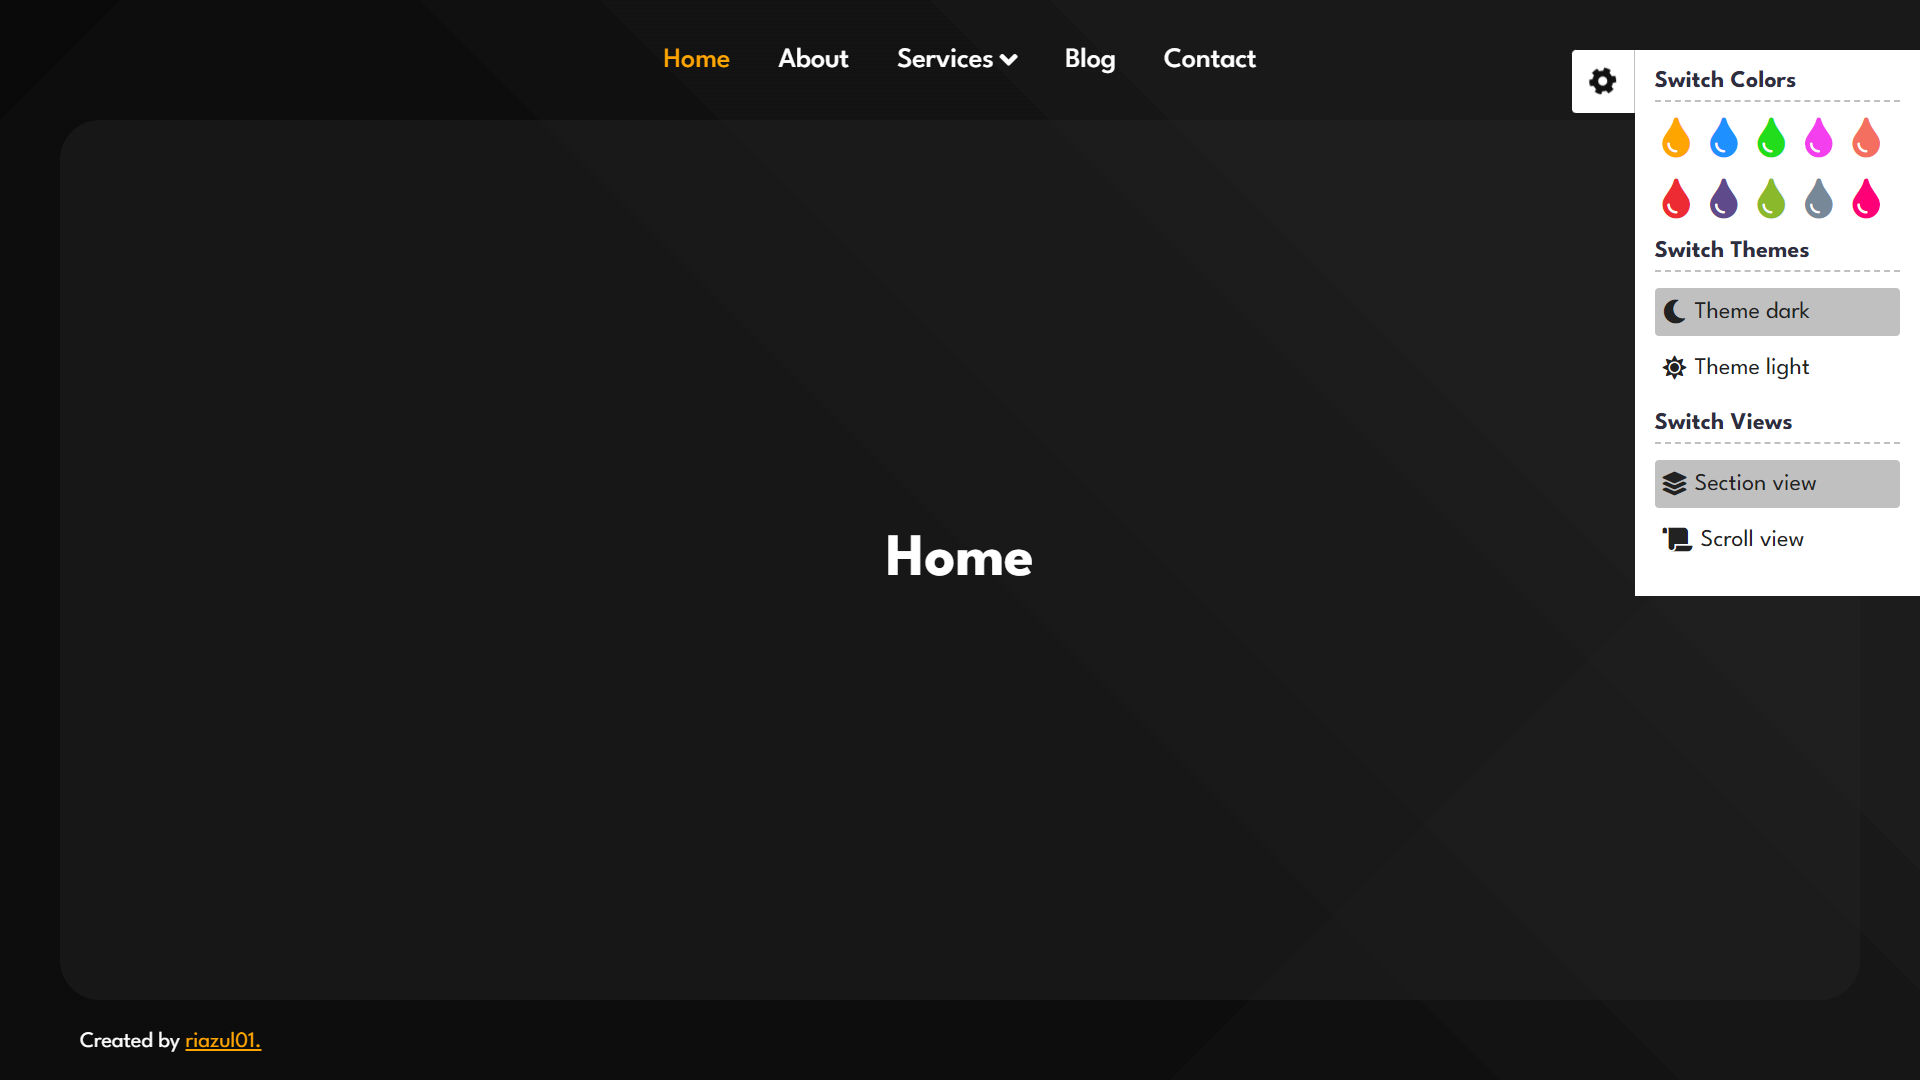 Home About Services Blog Contact
Switch Colors
Switch Themes
Theme dark
Theme light
Switch Views
Section view
Scroll view
Home
Created by riazul01.